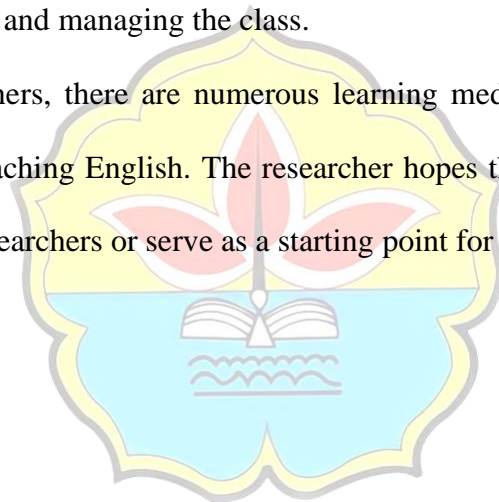 and managing the class.
ners, there are numerous learning med
aching English. The researcher hopes t
earchers or serve as a starting point for